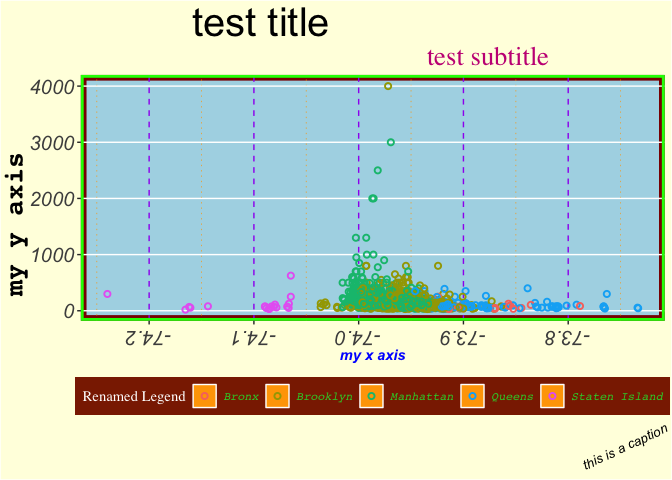 test title
test subtitle
my y axis
4000
3000
2000
1000
0
-74.2
-74.1
-74.0
-73.9
-73.8
my x axis
Renamed Legend
Bronx
Brooklyn
Manhattan
Queens
Staten Island
this is a caption